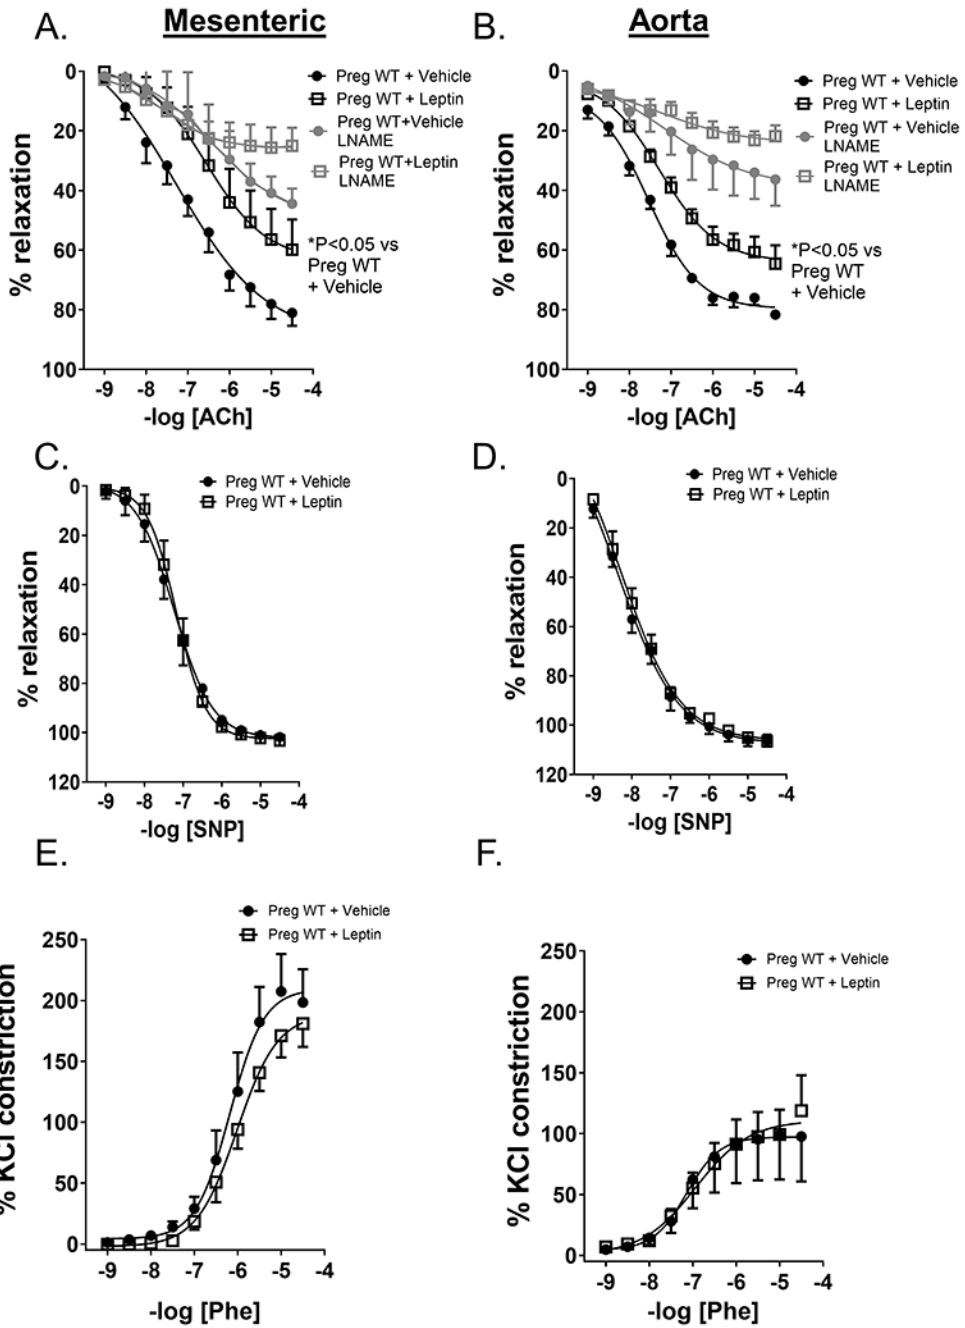 A.
Mesenteric
0
20
40
60
80
100
% relaxation
-9
-8
-7
-6
-5
-4
-log [ACh]
Preg WT + Vehicle
Preg WT + Leptin
Preg WT+Vehicle
LNAME
Preg WT+Leptin
LNAME
*P<0.05 vs
Preg WT
+ Vehicle
B.
Aorta
0
20
40
60
80
100
% relaxation
-9
-8
-7
-6
-5
-4
-log [ACh]
Preg WT + Vehicle
Preg WT + Leptin
Preg WT + Vehicle
LNAME
Preg WT + Leptin
LNAME
*P<0.05 vs
Preg WT
+ Vehicle
C.
Preg WT + Vehicle
Preg WT + Leptin
0
20
40
60
80
100
120
% relaxation
-9
-8
-7
-6
-5
-4
-log [SNP]
D.
Preg WT + Vehicle
Preg WT + Leptin
0
20
40
60
80
100
120
% relaxation
-9
-8
-7
-6
-5
-4
-log [SNP]
E.
Preg WT + Vehicle
Preg WT + Leptin
250
200
150
100
50
0
% KCl constriction
-9
-8
-7
-6
-5
-4
-log [Phe]
F.
Preg WT + Vehicle
Preg WT + Leptin
250
200
150
100
50
0
% KCl constriction
-9
-8
-7
-6
-5
-4
-log [Phe]